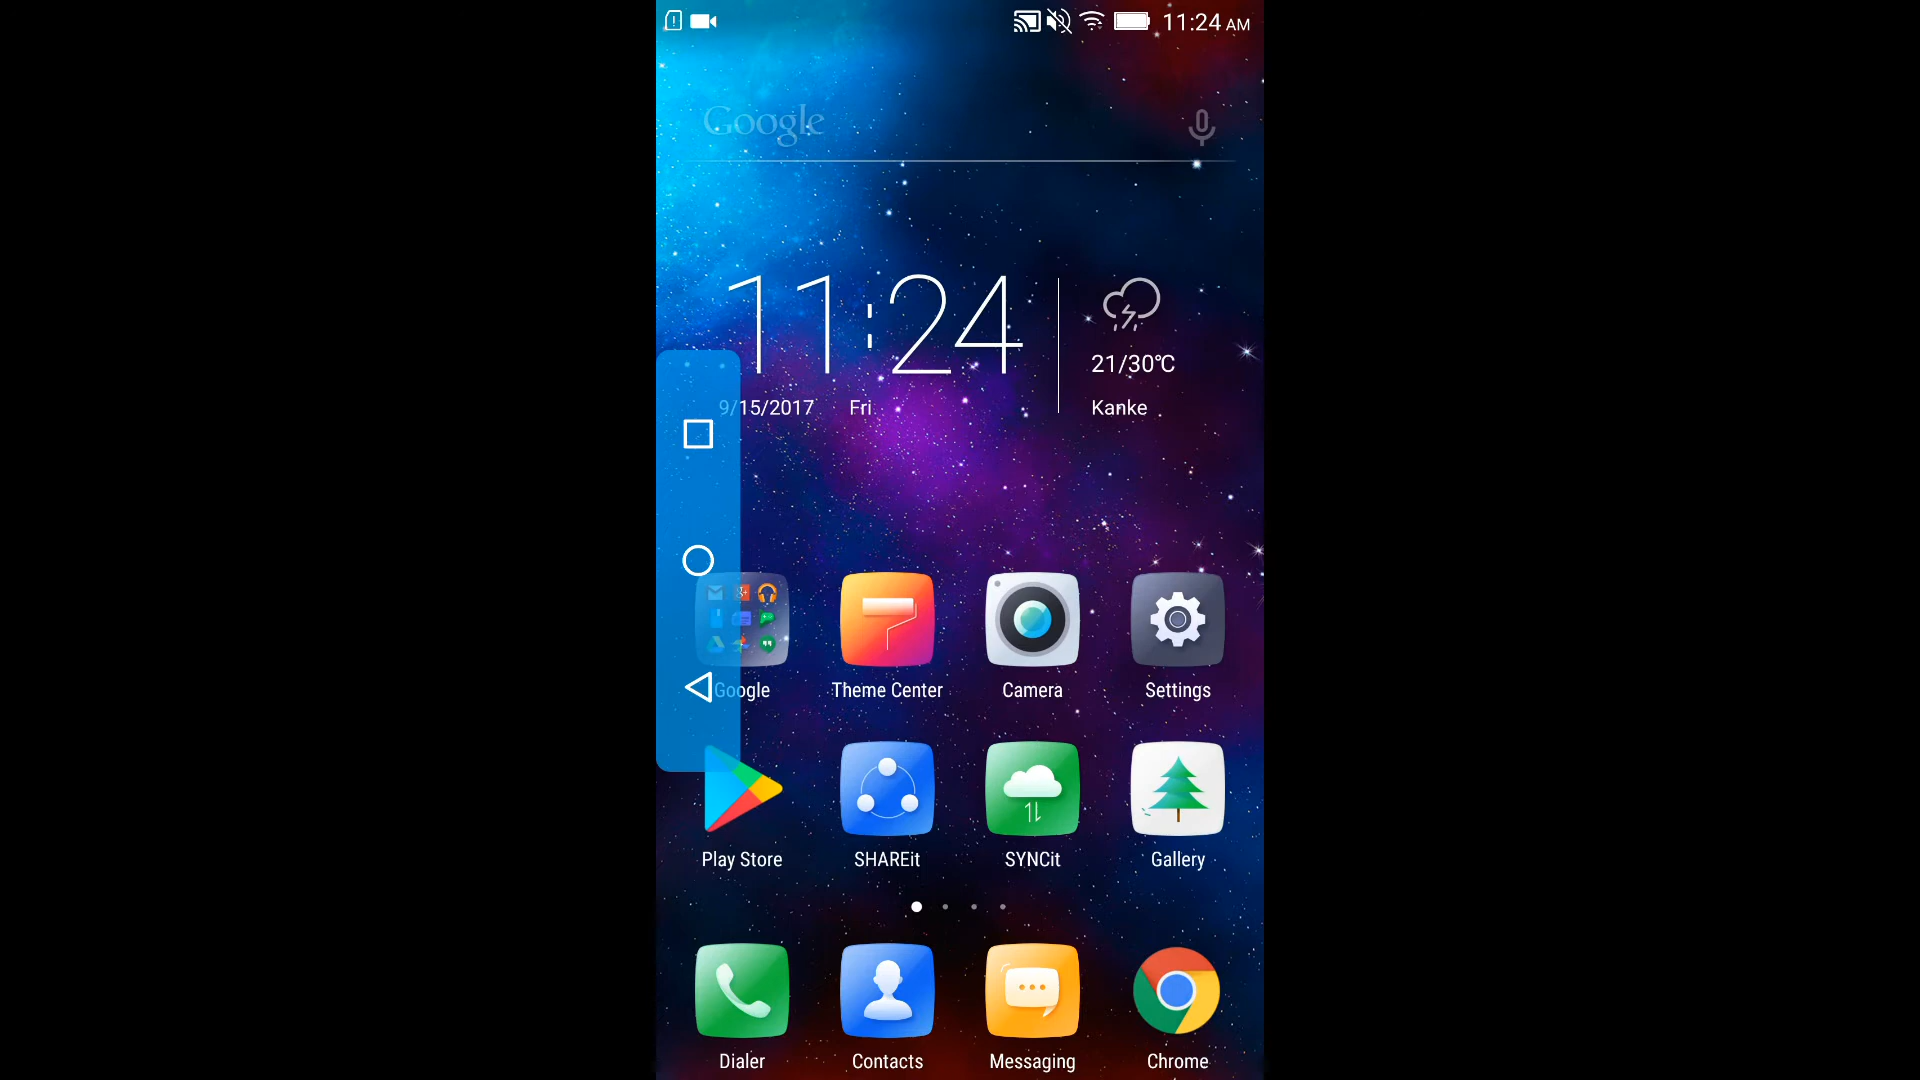 11:24 AM
Google
11:24
21/30℃
9/15/2017 Fri
Kanke
Google Theme Center Camera Settings
Play Store SHAREit SYNCit Gallery
Dialer Contacts Messaging Chrome